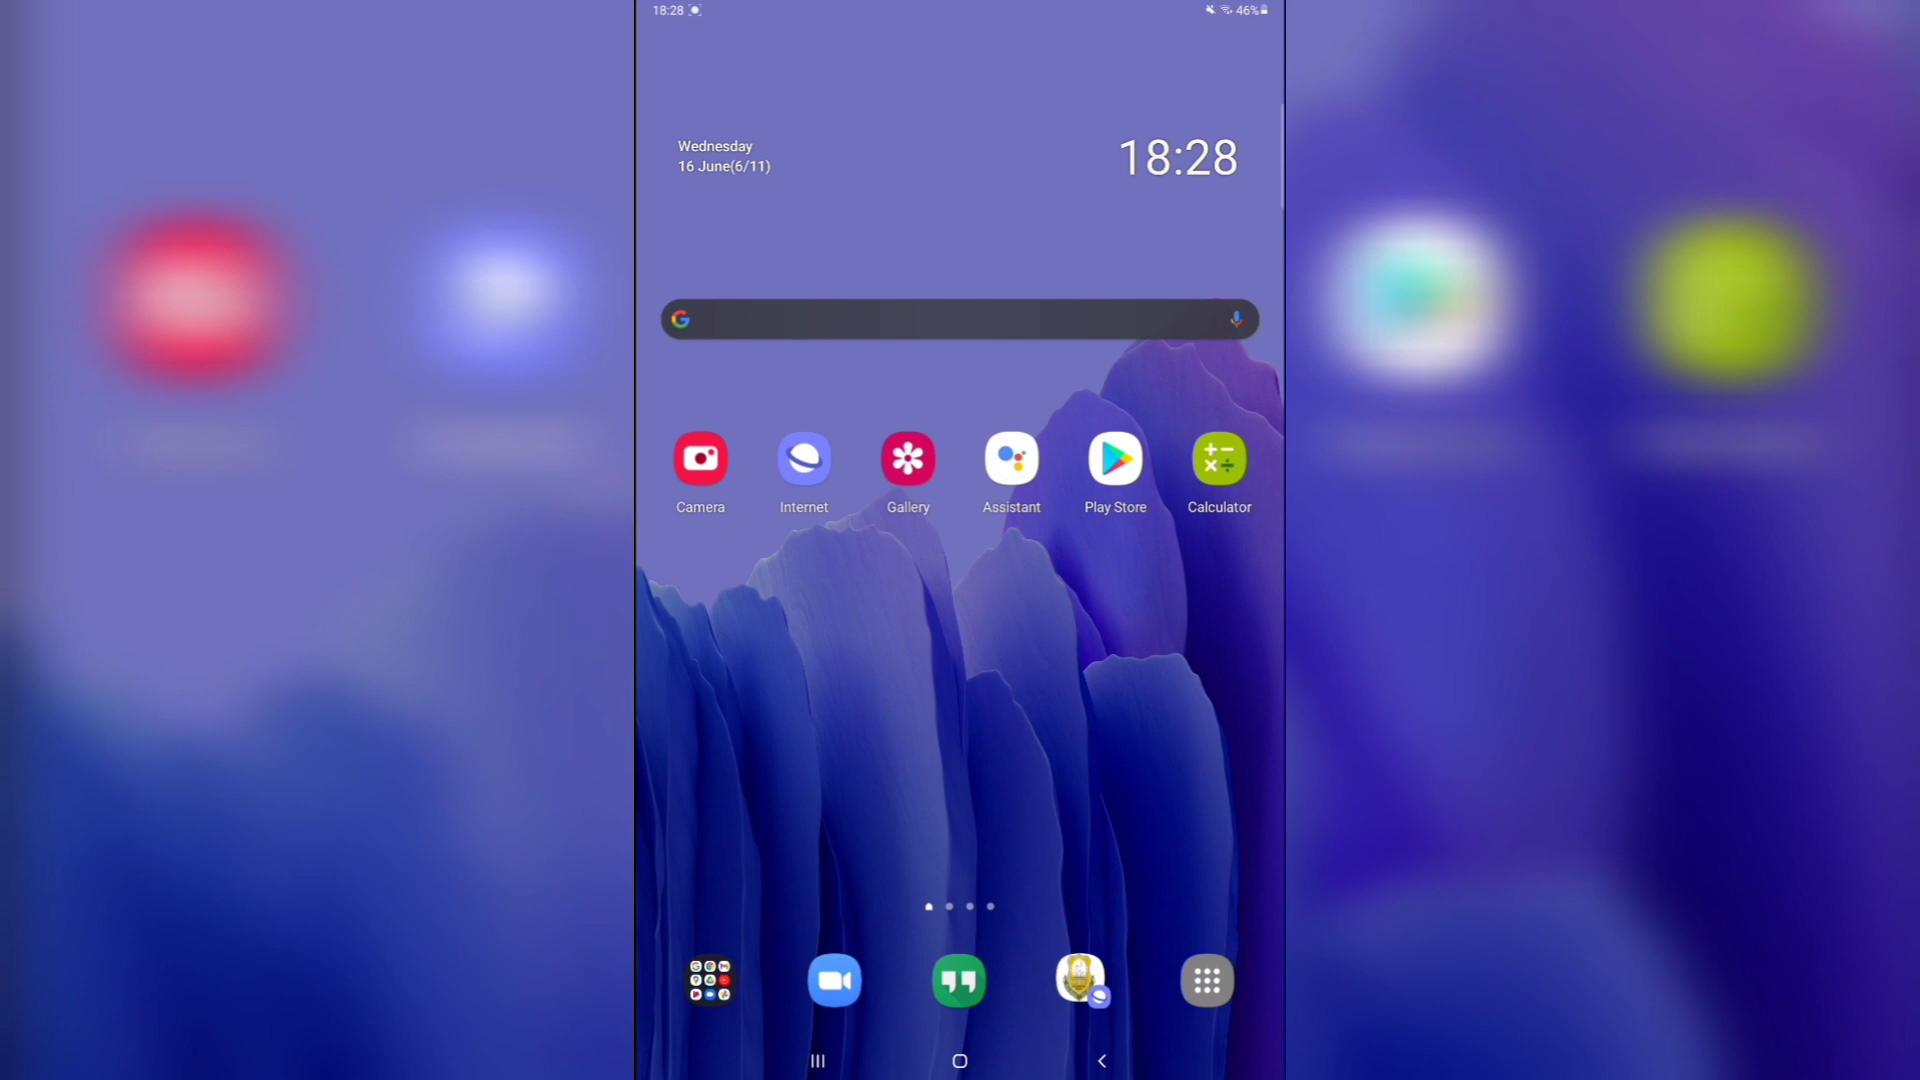 18:28
46%
Wednesday
16 June(6/11)
18:28
Camera
Internet
Gallery
Assistant
Play Store
Calculator